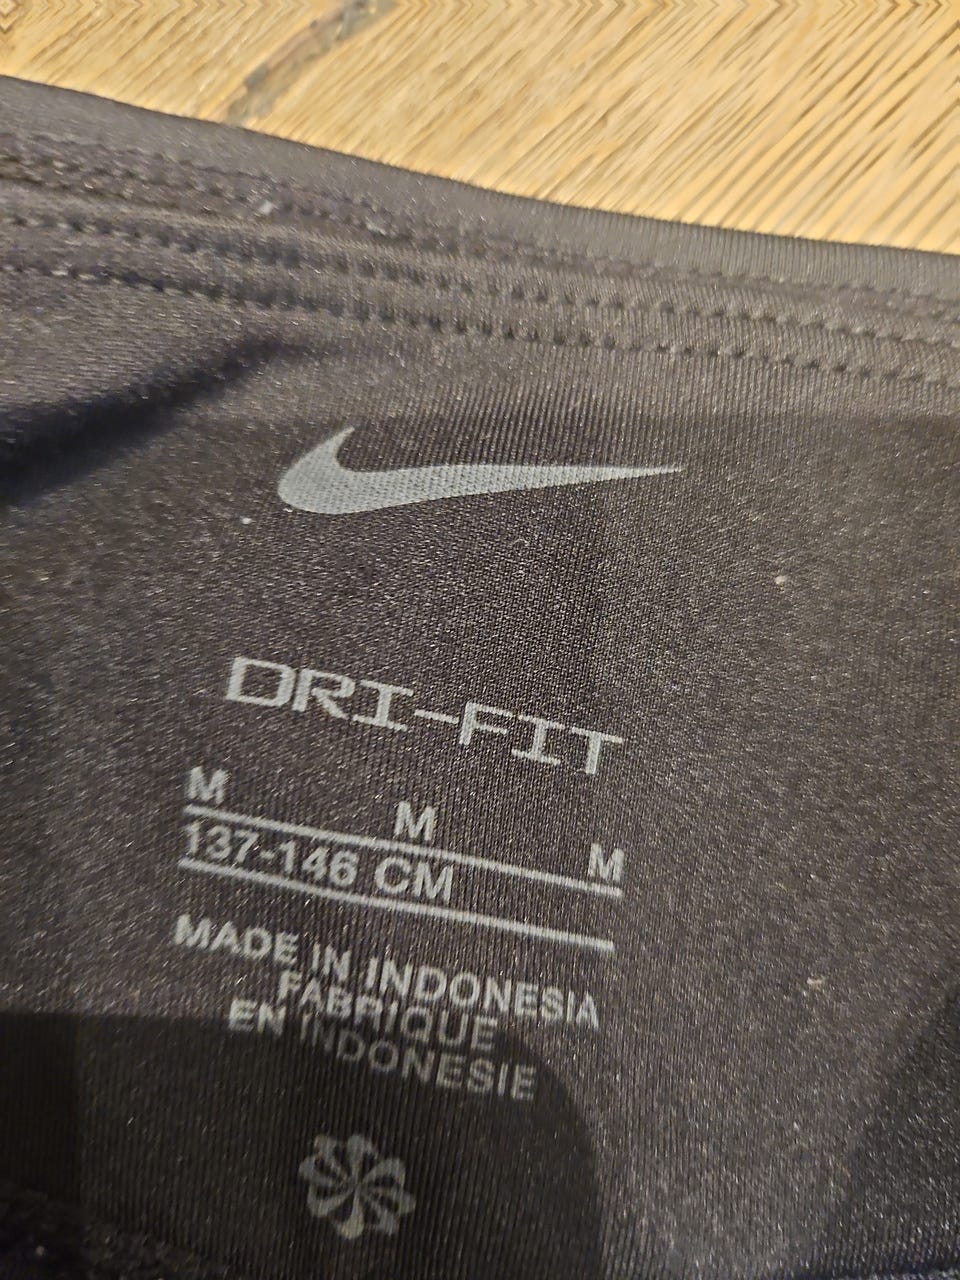 DRI-FIT
M M M
137-146 CM
MADE IN INDONESIA
FABRIQUE
EN INDONESIE